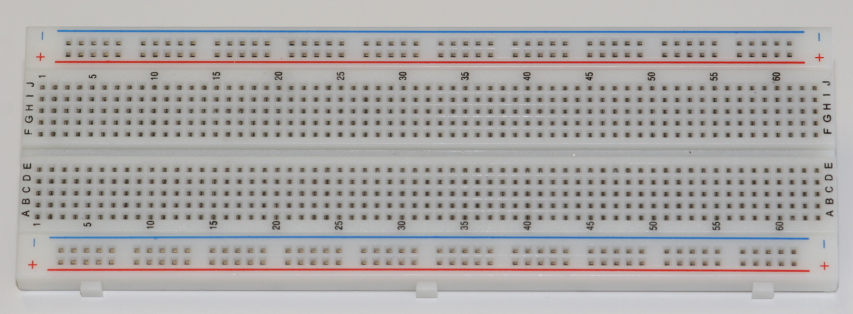 − −
+ +
1 5 10 15 20 25 30 35 40 45 50 55 60
J J
I I
H H
G G
F F
E E
D D
C C
B B
A A
1 5 10 15 20 25 30 35 40 45 50 55 60
− −
+ +